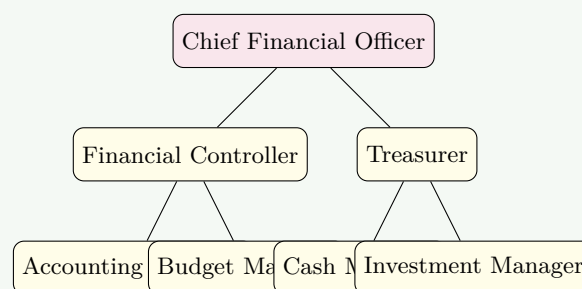 Chief Financial Officer
Financial Controller
Treasurer
Accounting
Budget Ma
Cash
Investment Manager